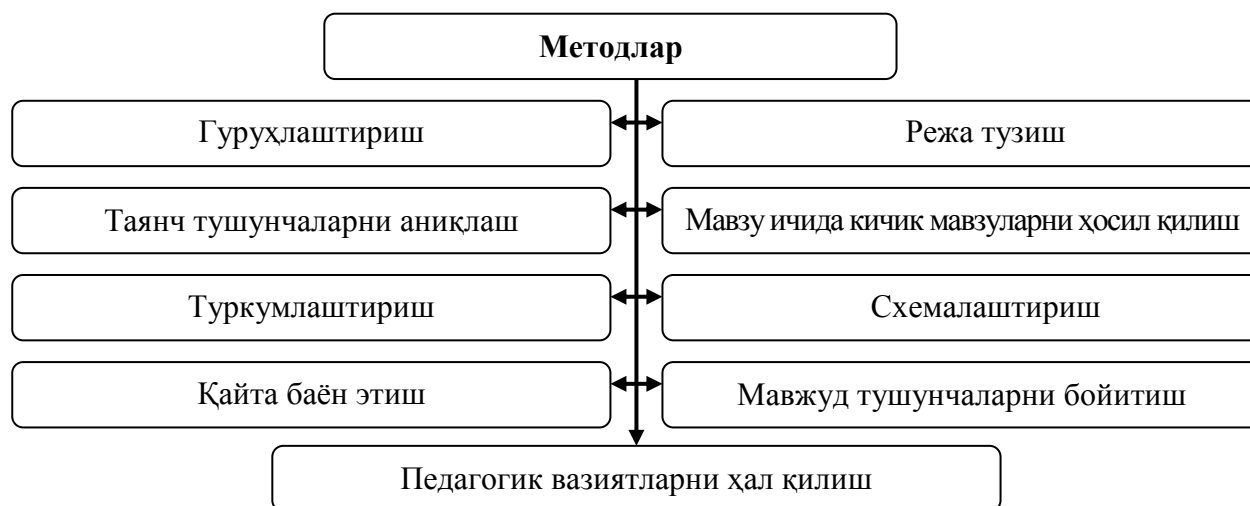 Методлар
Гуруҳлаштириш
Режа тузиш
Таянч тушунчаларни аниқлаш
Мавзу ичида кичик мавзуларни ҳосил қилиш
Туркумлаштириш
Схемалаштириш
Қайта баён этиш
Мавжуд тушунчаларни бойитиш
Педагогик вазиятларни ҳал қилиш